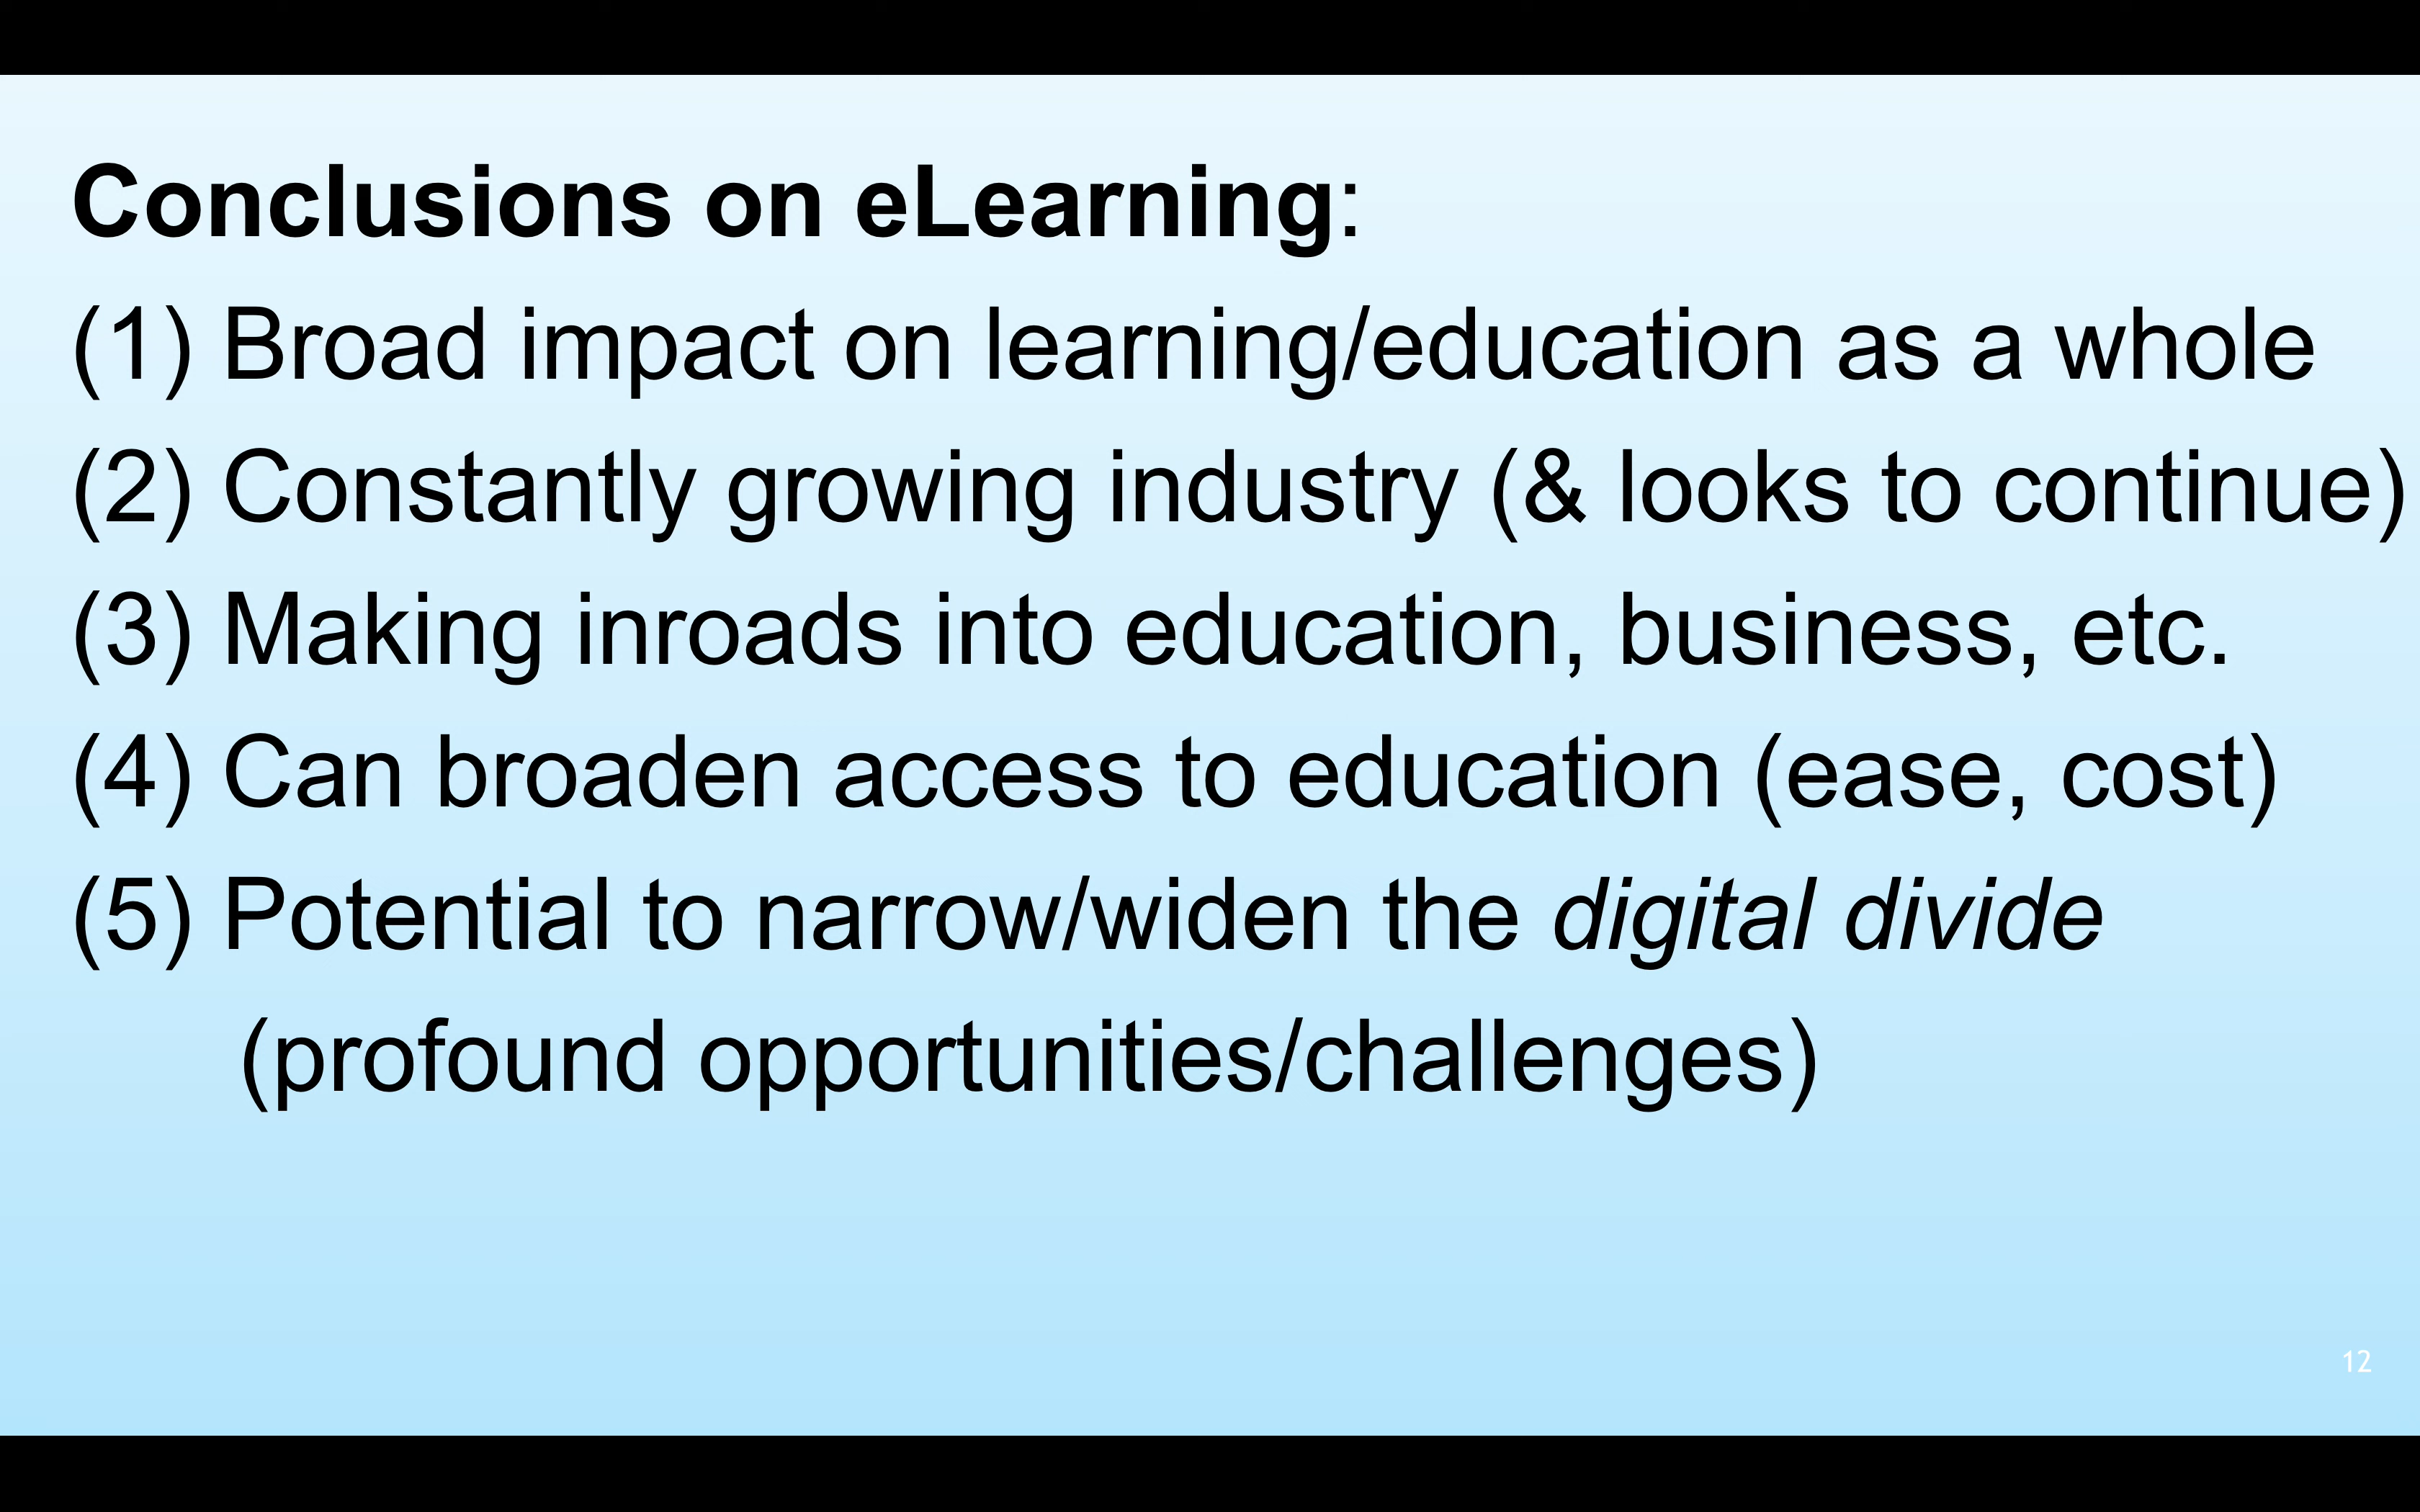 Conclusions on eLearning:
(1) Broad impact on learning/education as a whole
(2) Constantly growing industry (& looks to continue)
(3) Making inroads into education, business, etc.
(4) Can broaden access to education (ease, cost)
(5) Potential to narrow/widen the digital divide
(profound opportunities/challenges)
12